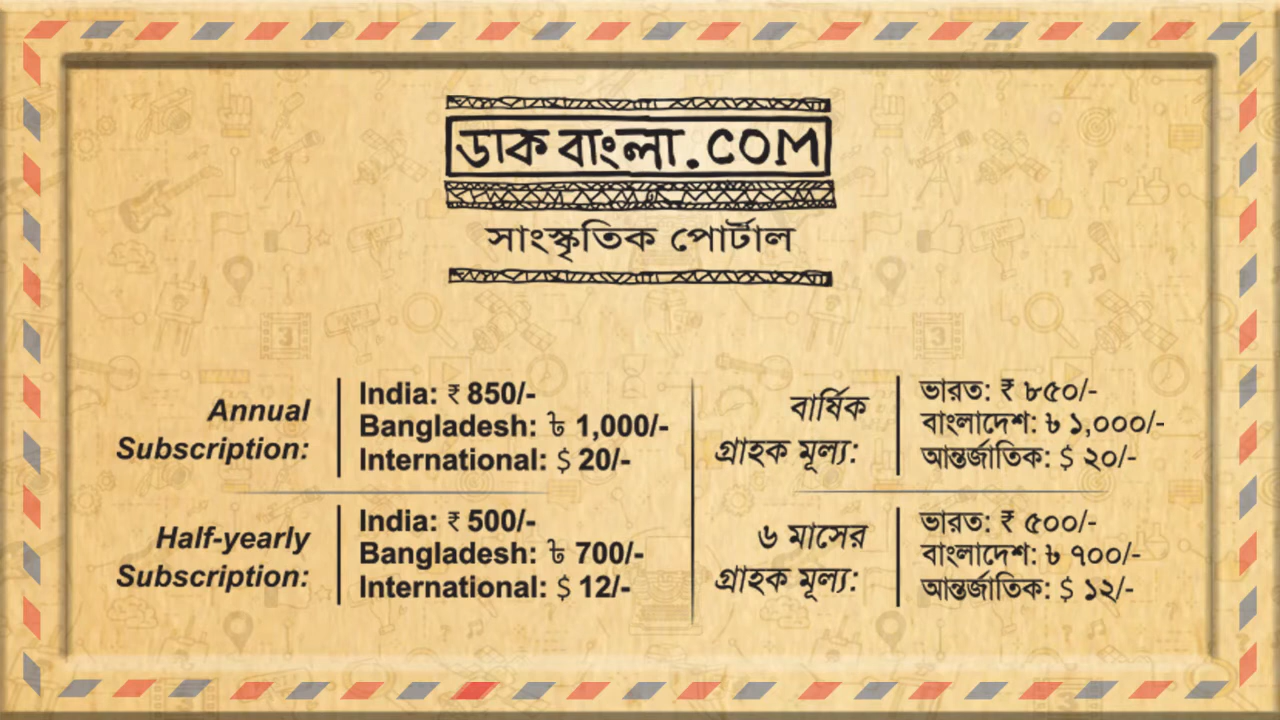 ডাকবাংলা.COM
সাংস্কৃতিক পোর্টাল
Annual
Subscription:
India: ₹ 850/-
Bangladesh: ৳ 1,000/-
International: $ 20/-
Half-yearly
Subscription:
India: ₹ 500/-
Bangladesh: ৳ 700/-
International: $ 12/-
বার্ষিক
গ্রাহক মূল্য:
ভারত: ₹ ৮৫০/-
বাংলাদেশ: ৳ ১,০০০/-
আন্তর্জাতিক: $ ২০/-
৬ মাসের
গ্রাহক মূল্য:
ভারত: ₹ ৫০০/-
বাংলাদেশ: ৳ ৭০০/-
আন্তর্জাতিক: $ ১২/-